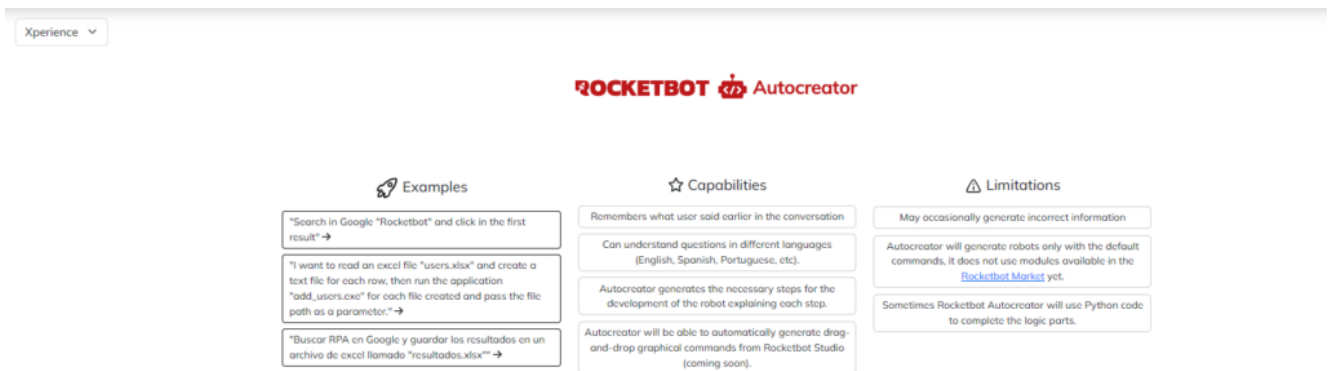 Xperience
ROCKETBOT Autocreator
Examples
"Search in Google "Rocketbot" and click in the first
result" →
"I want to read an excel file "users.xlsx" and create a
text file for each row, then run the application
"add_users.exe" for each file created and pass the file
path as a parameter." →
"Buscar RPA en Google y guardar los resultados en un
archivo de excel llamado "resultados.xlsx"" →
Capabilities
Remembers what user said earlier in the conversation
Can understand questions in different languages
(English, Spanish, Portuguese, etc).
Autocreator generates the necessary steps for the
development of the robot explaining each step.
Autocreator will be able to automatically generate drag-
and-drop graphical commands from Rocketbot Studio
(coming soon).
Limitations
May occasionally generate incorrect information
Autocreator will generate robots only with the default
commands, it does not use modules available in the
Rocketbot Market yet.
Sometimes Rocketbot Autocreator will use Python code
to complete the logic parts.